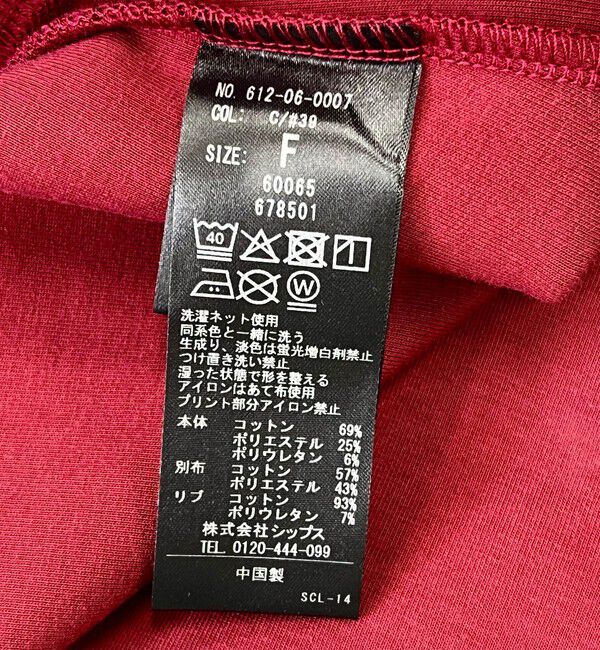 NO. 612-06-0007
COL: C/#39
SIZE: F
60065
678501
40
W
洗濯ネット使用
同系色と一緒に洗う
生成り、淡色は蛍光増白剤禁止
つけ置き洗い禁止
湿った状態で形を整える
アイロンはあて布使用
プリント部分アイロン禁止
本体 コットン 69%
ポリエステル 25%
ポリウレタン 6%
別布 コットン 57%
ポリエステル 43%
リブ コットン 93%
ポリウレタン 7%
株式会社シップス
TEL. 0120-444-099
中国製
SCL-14